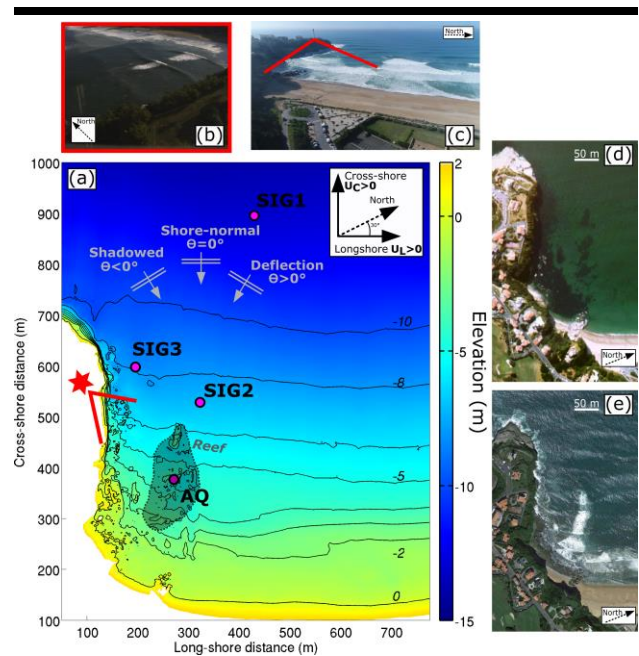 North
(b)
North
(c)
(a)
SIG1
Cross-shore
U_C>0
North
30°
Longshore U_L>0
Shore-normal
Θ=0°
Shadowed
Θ<0°
Deflection
Θ>0°
-10
SIG3
-8
SIG2
Reef
-5
AQ
-2
0
1000
900
800
700
600
500
400
300
200
100
Cross-shore distance (m)
100
200
300
400
500
600
700
Long-shore distance (m)
2
0
-5
-10
-15
Elevation (m)
(d)
50 m
North
(e)
50 m
North